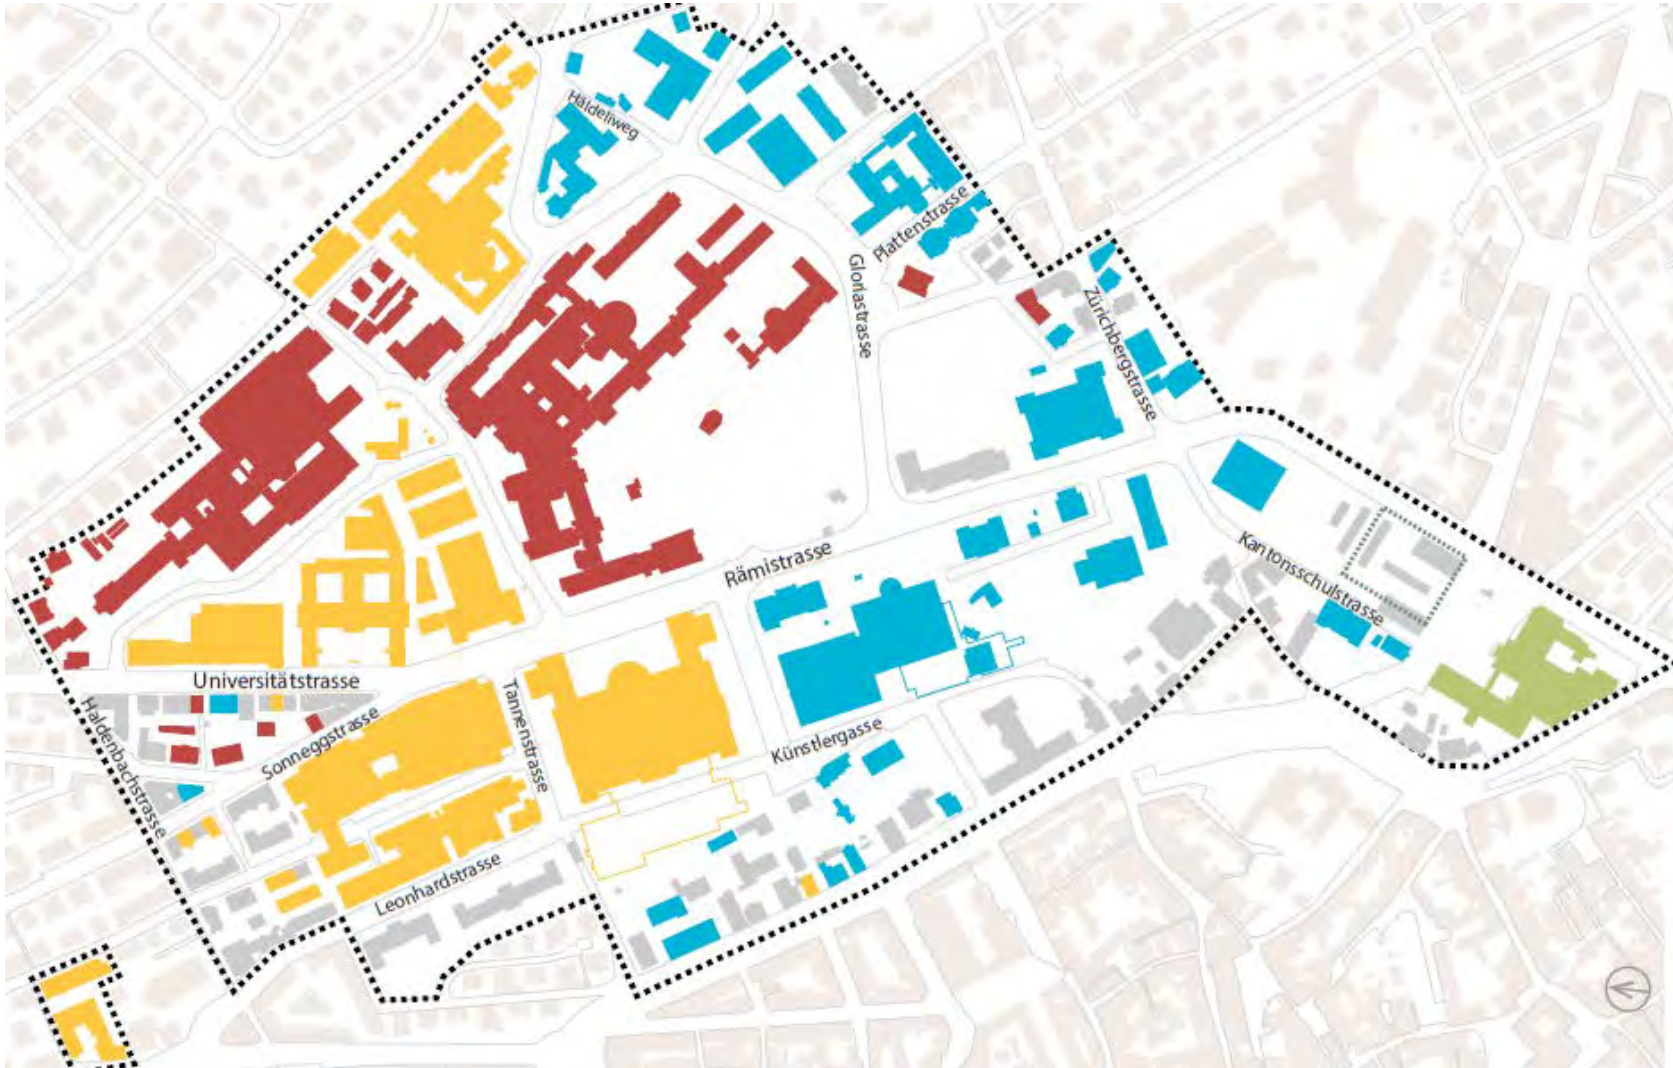 Häldeliweg
Plattenstrasse
Gloriastrasse
Zürichbergstrasse
Rämistrasse
Kantonsschulstrasse
Universitätstrasse
Tannenstrasse
Haldenbachstrasse
Sonneggstrasse
Künstlergasse
Leonhardstrasse